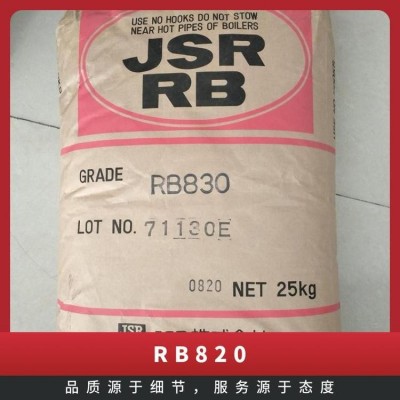 USE NO HOOKS DO NOT STOW
NEAR HOT PIPES OF BOILERS
JSR
RB
GRADE RB830
LOT NO. 71130E
0820 NET 25kg
JSR
RB820
品质源于细节，服务源于态度